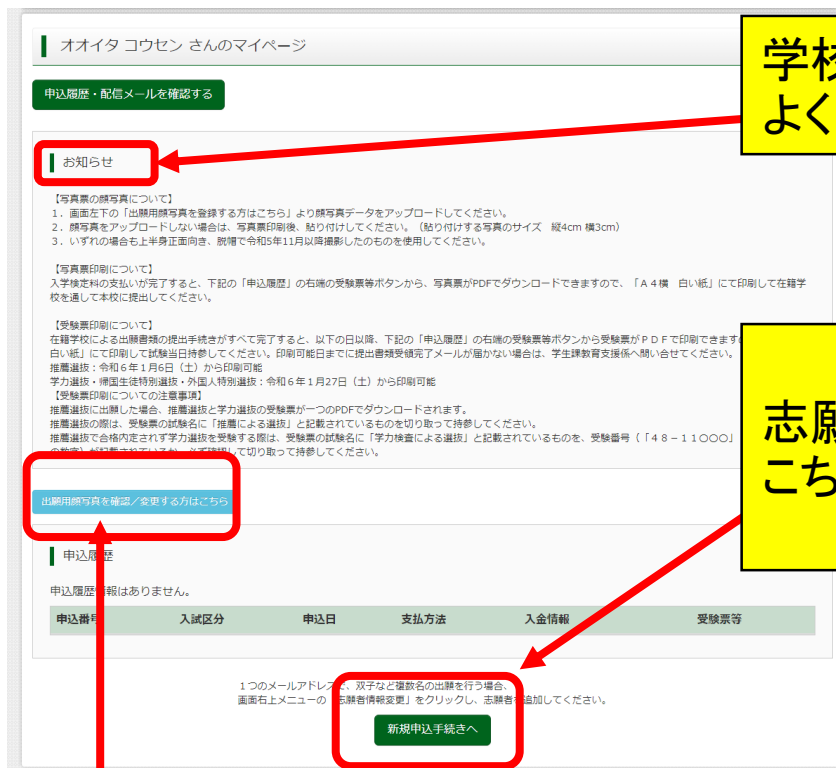 オオイタ コウセン さんのマイページ
学校
よく
申込履歴・配信メールを確認する
お知らせ
【写真票の顔写真について】
１．画面左下の「出願用顔写真を登録する方はこちら」より顔写真データをアップロードしてください。
２．顔写真をアップロードしない場合は、写真票印刷後、貼り付けしてください。（貼り付けする写真のサイズ 縦4cm 横3cm）
３．いずれの場合も上半身正面向き、脱帽で令和5年11月以降撮影したのものを使用してください。
【写真票印刷について】
入学検定料の支払いが完了すると、下記の「申込履歴」の右端の受験票等ボタンから、写真票がPDFでダウンロードできますので、「Ａ４横 白い紙」にて印刷して在籍学
校を通して本校に提出してください。
【受験票印刷について】
在籍学校による出願書類の提出手続きがすべて完了すると、以下の日以降、下記の「申込履歴」の右端の受験票等ボタンから受験票がＰＤＦで印刷できます
白い紙」にて印刷して試験当日持参してください。印刷可能日までに提出書類受領完了メールが届かない場合は、学生課教育支援係へ問い合せてください。
推薦選抜：令和６年１月6日（土）から印刷可能
学力選抜・帰国生徒特別選抜・外国人特別選抜：令和６年１月27日（土）から印刷可能
【受験票印刷についての注意事項】
推薦選抜に出願した場合、推薦選抜と学力選抜の受験票が一つのPDFでダウンロードされます。
推薦選抜の際は、受験票の試験名に「推薦による選抜」と記載されているものを切り取って持参してください。
推薦選抜で合格内定されず学力選抜を受験する際は、受験票の試験名に「学力検査による選抜」と記載されているものを、受験番号（「４８－１１〇〇〇」
の数字）が記載されているか、必ず確認して切り取って持参してください。
志願
こち
出願用顔写真を確認／変更する方はこちら
申込履歴
申込履歴情報はありません。
申込番号 入試区分 申込日 支払方法 入金情報 受験票等
１つのメールアドレスで、双子など複数名の出願を行う場合、
画面右上メニューの「志願者情報変更」をクリックし、志願者を追加してください。
新規申込手続きへ